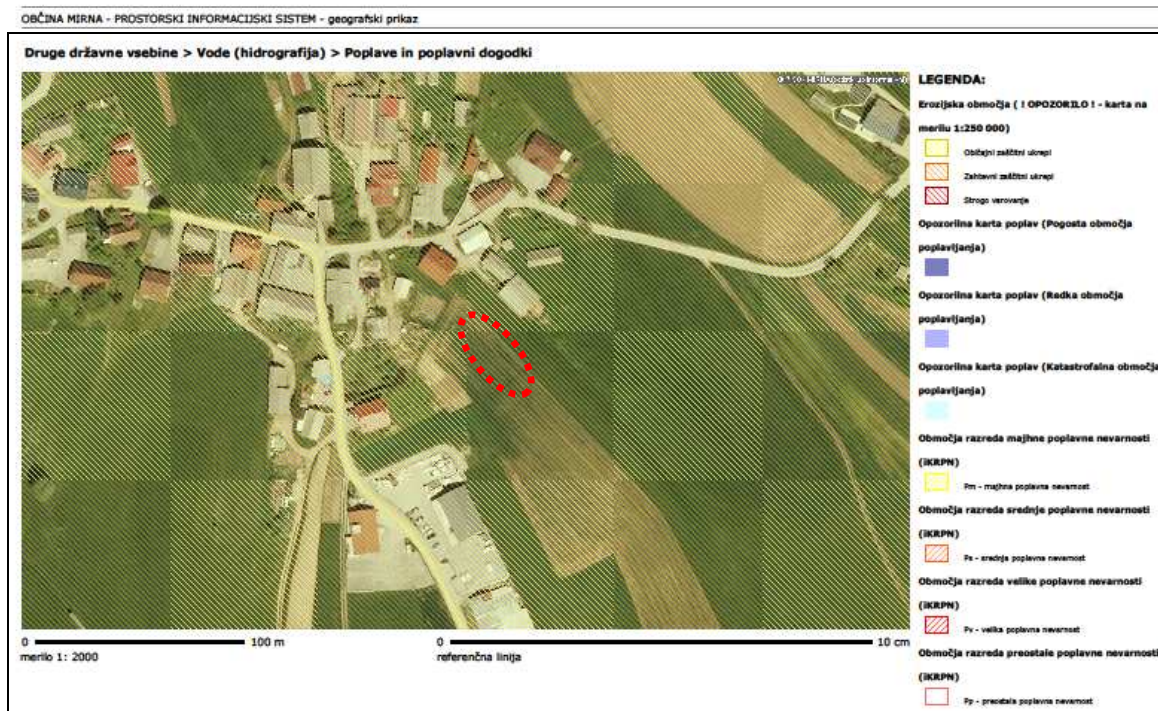 OBČINA MIRNA - PROSTORSKI INFORMACIJSKI SISTEM - geografski prikaz
Druge državne vsebine > Vode (hidrografija) > Poplave in poplavni dogodki
LEGENDA:
Erozijska območja ( ! OPOZORILO ! - karta na
merilu 1:250 000)
Običajni zaščitni ukrepi
Zahtevni zaščitni ukrepi
Strogo varovanje
Opozorilna karta poplav (Pogosta območja
poplavljanja)
Opozorilna karta poplav (Redka območja
poplavljanja)
Opozorilna karta poplav (Katastrofalna območja
poplavljanja)
Območja razreda majhne poplavne nevarnosti
(iKRPN)
Pm - majhna poplavna nevarnost
Območja razreda srednje poplavne nevarnosti
(iKRPN)
Ps - srednja poplavna nevarnost
Območja razreda velike poplavne nevarnosti
(iKRPN)
Pv - velika poplavna nevarnost
Območja razreda preostale poplavne nevarnosti
(iKRPN)
Pp - preostala poplavna nevarnost
0 100 m
merilo 1: 2000
0 10 cm
referenčna linija